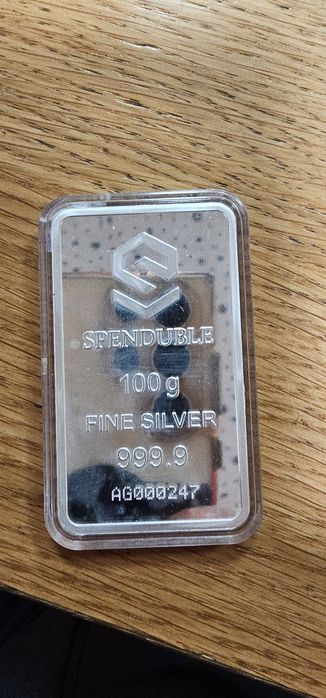 SPENDUBLE
100 g
FINE SILVER
999.9
AG000247